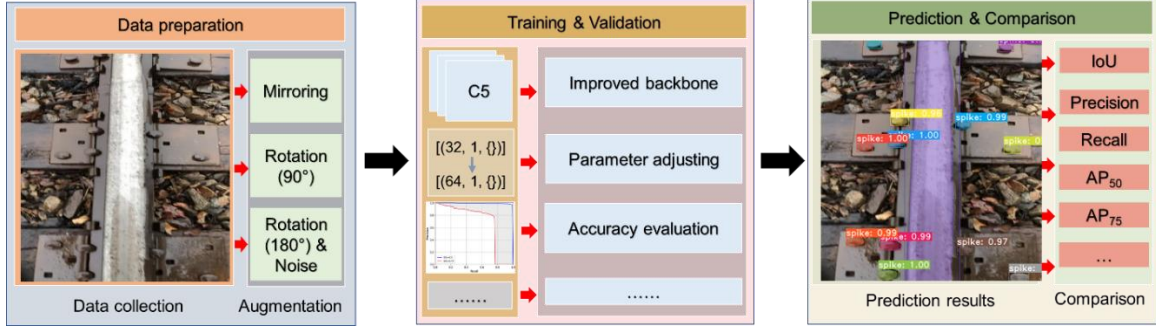 Data preparation
Mirroring
Rotation
(90°)
Rotation
(180°) &
Noise
Data collection
Augmentation
Training & Validation
C5
Improved backbone
[(32, 1, {})]
[(64, 1, {})]
Parameter adjusting
Accuracy evaluation
......
......
Prediction & Comparison
spike: 0.99
spike: 1.00
spike: 1.00
spike: 0.99
spike: 0.99
spike: 0.97
spike: 1.00
spike:
IoU
Precision
Recall
AP50
AP75
...
Prediction results
Comparison